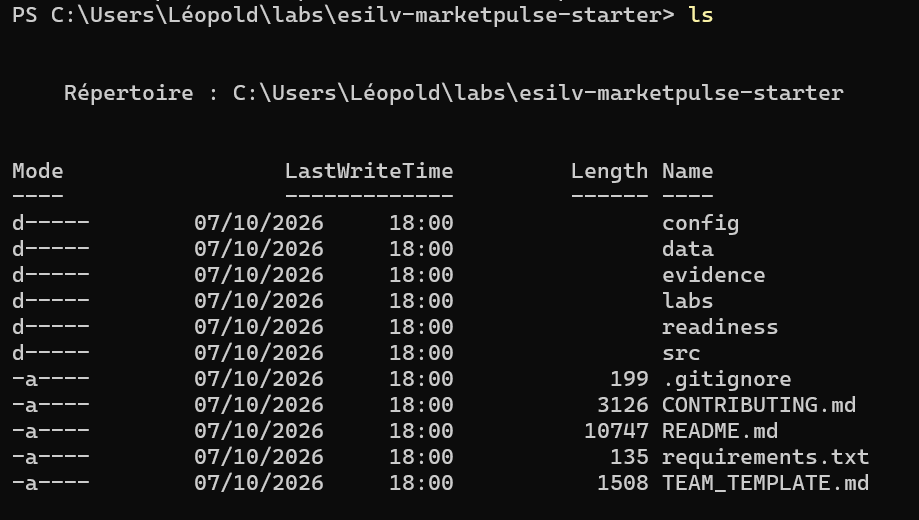 PS C:\Users\Léopold\labs\esilv-marketpulse-starter> ls
Répertoire : C:\Users\Léopold\labs\esilv-marketpulse-starter
Mode LastWriteTime Length Name
---- ------------- ------ ----
d----- 07/10/2026 18:00 config
d----- 07/10/2026 18:00 data
d----- 07/10/2026 18:00 evidence
d----- 07/10/2026 18:00 labs
d----- 07/10/2026 18:00 readiness
d----- 07/10/2026 18:00 src
-a---- 07/10/2026 18:00 199 .gitignore
-a---- 07/10/2026 18:00 3126 CONTRIBUTING.md
-a---- 07/10/2026 18:00 10747 README.md
-a---- 07/10/2026 18:00 135 requirements.txt
-a---- 07/10/2026 18:00 1508 TEAM_TEMPLATE.md